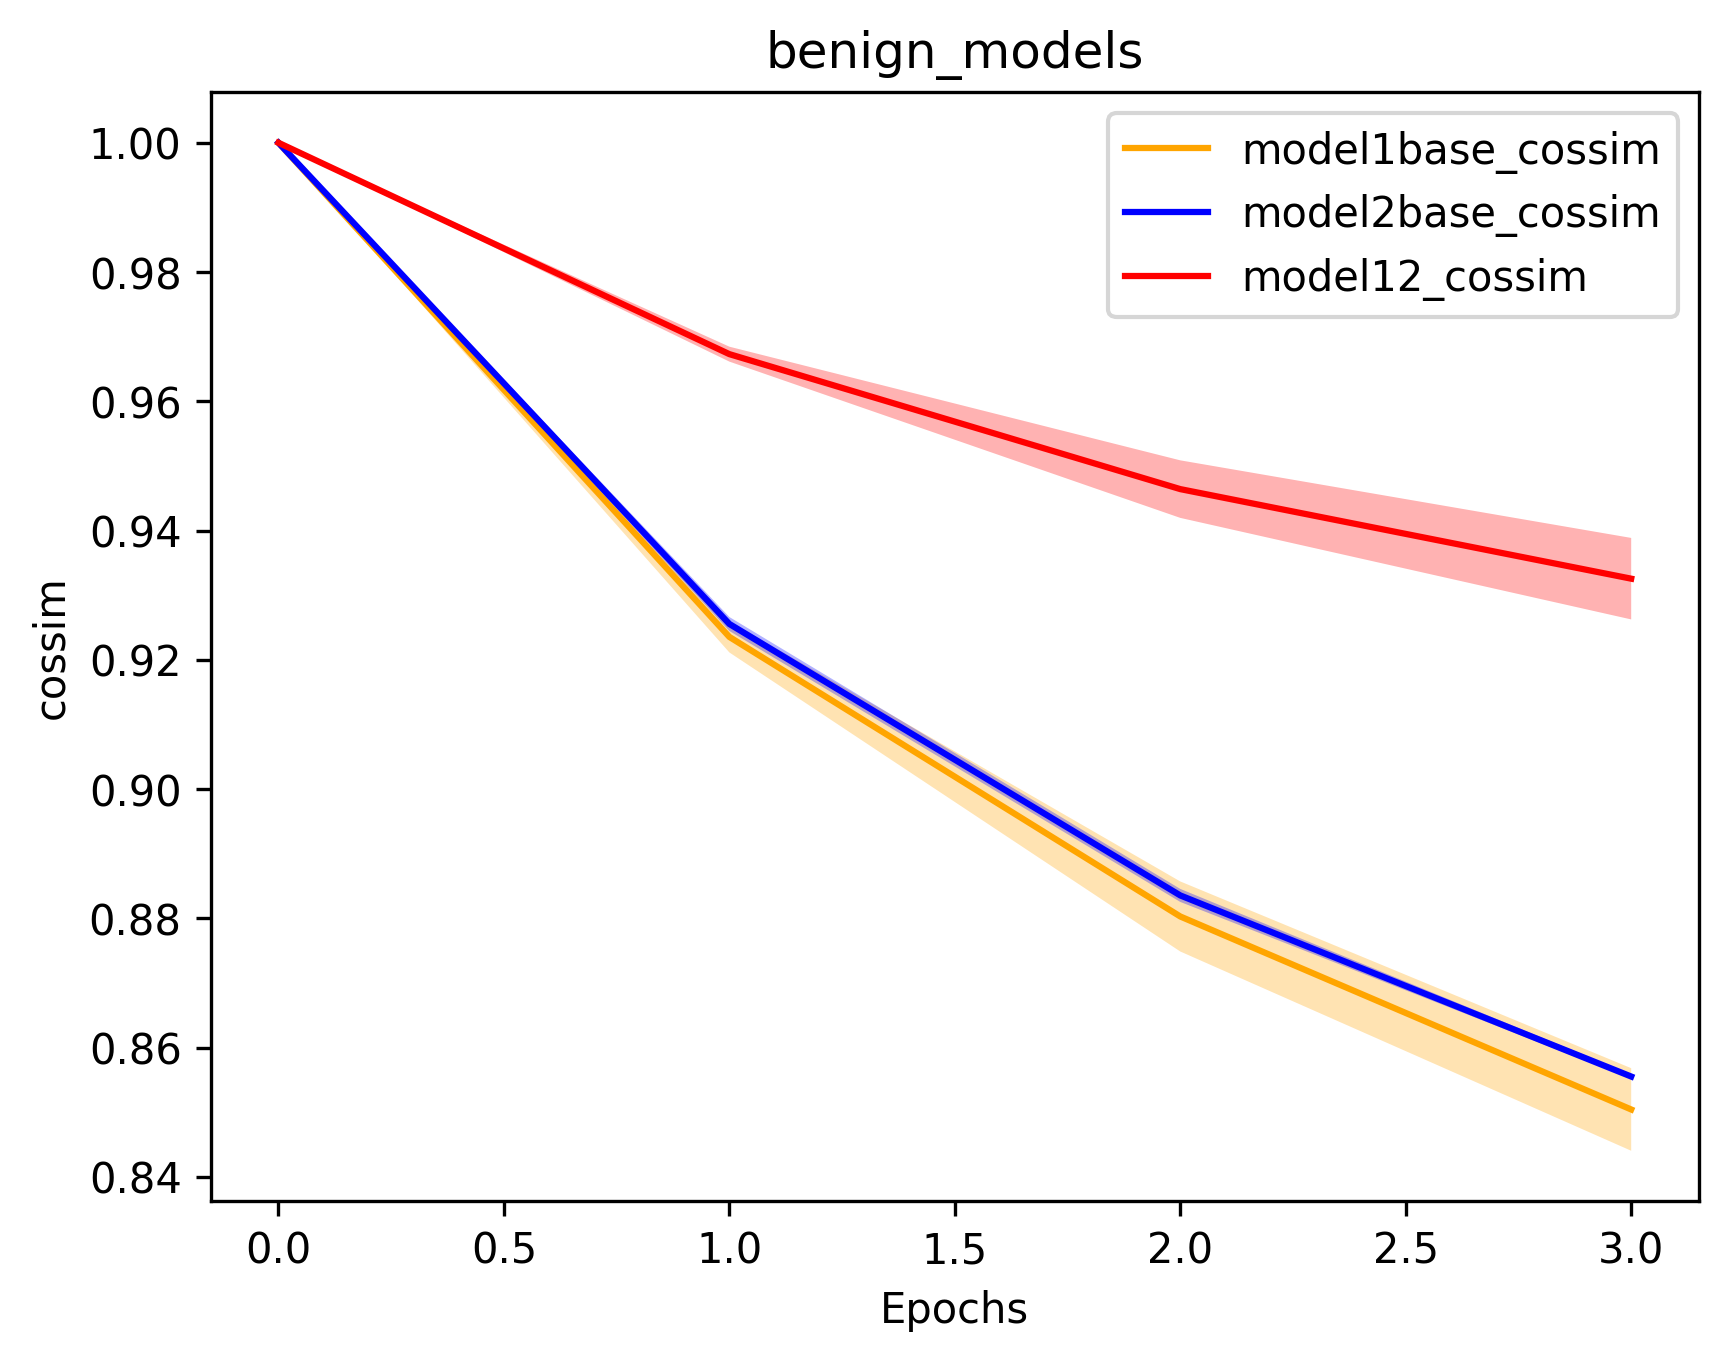 benign_models
model1base_cossim
model2base_cossim
model12_cossim
1.00
0.98
0.96
0.94
0.92
0.90
0.88
0.86
0.84
cossim
0.0 0.5 1.0 1.5 2.0 2.5 3.0
Epochs